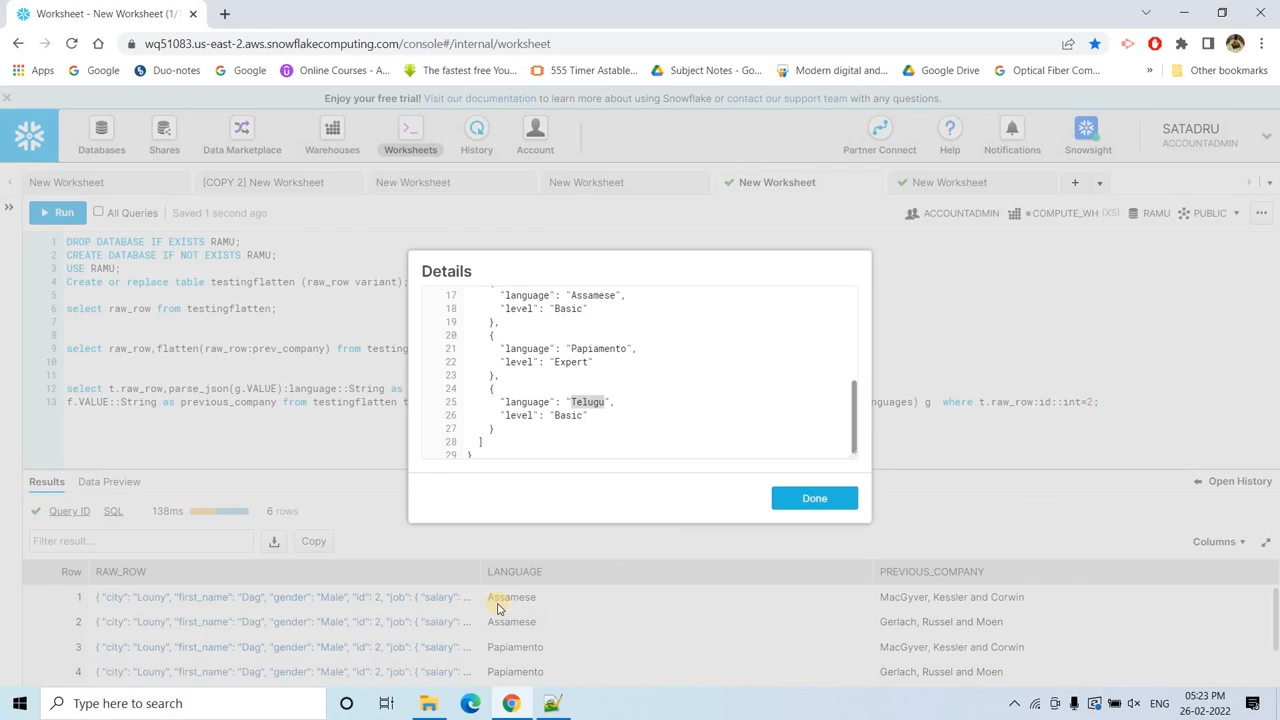 Worksheet - New Worksheet (1/
wq51083.us-east-2.aws.snowflakecomputing.com/console#/internal/worksheet
Apps Google Duo-notes Google Online Courses - A... The fastest free You... 555 Timer Astable... Subject Notes - Go... Modern digital and... Google Drive Optical Fiber Com... » Other bookmarks
Enjoy your free trial! Visit our documentation to learn more about using Snowflake or contact our support team with any questions.
Databases Shares Data Marketplace Warehouses Worksheets History Account Partner Connect Help Notifications Snowsight
SATADRU
ACCOUNTADMIN
New Worksheet [COPY 2] New Worksheet New Worksheet New Worksheet New Worksheet New Worksheet
Run All Queries Saved 1 second ago ACCOUNTADMIN COMPUTE_WH (XS) RAMU PUBLIC
1 DROP DATABASE IF EXISTS RAMU;
2 CREATE DATABASE IF NOT EXISTS RAMU;
3 USE RAMU;
4 Create or replace table testingflatten (raw_row variant);
5
6 select raw_row from testingflatten;
7
8
9 select raw_row,flatten(raw_row:prev_company) from testing
10
11
12 select t.raw_row,parse_json(g.VALUE):language::String as
13 f.VALUE::String as previous_company from testingflatten t
nguages) g where t.raw_row:id::int=2;
Details
17 "language": "Assamese",
18 "level": "Basic"
19 },
20 {
21 "language": "Papiamento",
22 "level": "Expert"
23 },
24 {
25 "language": "Telugu",
26 "level": "Basic"
27 }
28 ]
29 }
Done
Results Data Preview Open History
Query ID SQL 138ms 6 rows
Filter result... Copy Columns
Row RAW_ROW LANGUAGE PREVIOUS_COMPANY
1 { "city": "Louny", "first_name": "Dag", "gender": "Male", "id": 2, "job": { "salary": ... Assamese MacGyver, Kessler and Corwin
2 { "city": "Louny", "first_name": "Dag", "gender": "Male", "id": 2, "job": { "salary": ... Assamese Gerlach, Russel and Moen
3 { "city": "Louny", "first_name": "Dag", "gender": "Male", "id": 2, "job": { "salary": ... Papiamento MacGyver, Kessler and Corwin
4 { "city": "Louny", "first_name": "Dag", "gender": "Male", "id": 2, "job": { "salary": ... Papiamento Gerlach, Russel and Moen
Type here to search
ENG
05:23 PM
26-02-2022